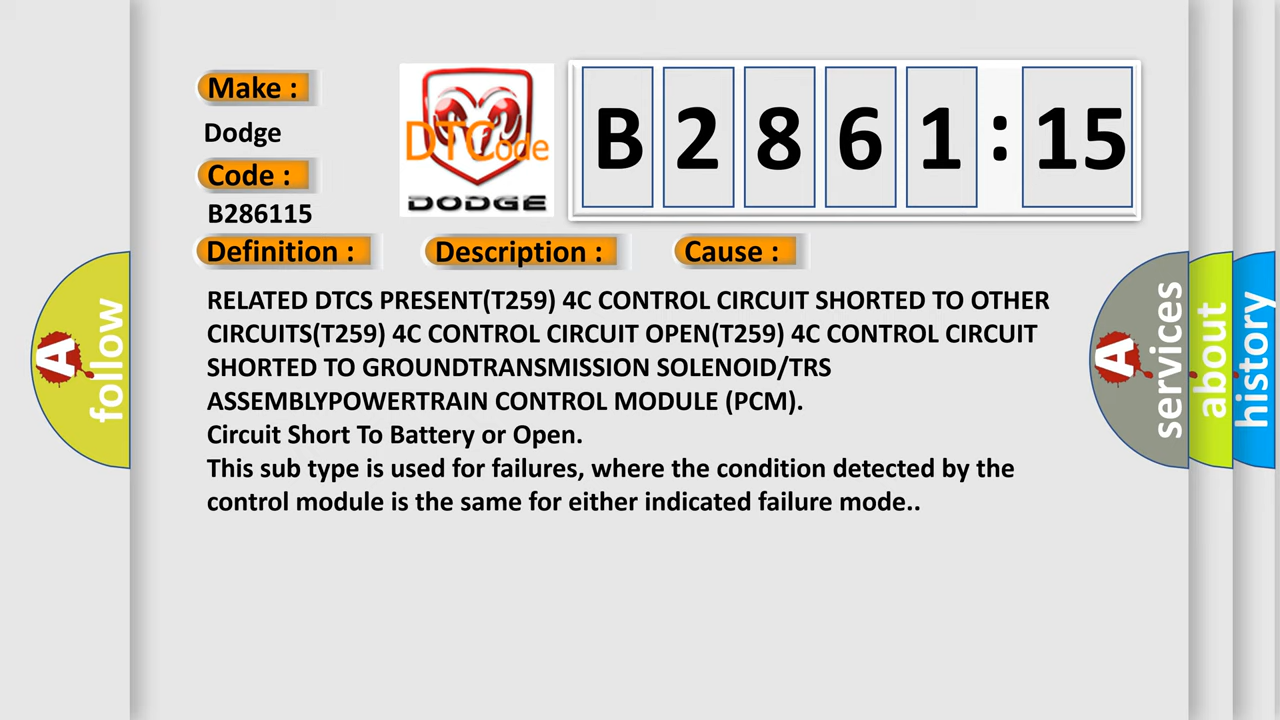 Make :
Dodge
Code :
B286115
DTCode
DODGE
B 2 8 6 1 : 15
Definition :
Description :
Cause :
RELATED DTCS PRESENT(T259) 4C CONTROL CIRCUIT SHORTED TO OTHER
CIRCUITS(T259) 4C CONTROL CIRCUIT OPEN(T259) 4C CONTROL CIRCUIT
SHORTED TO GROUNDTRANSMISSION SOLENOID/TRS
ASSEMBLYPOWERTRAIN CONTROL MODULE (PCM).
Circuit Short To Battery or Open.
This sub type is used for failures, where the condition detected by the
control module is the same for either indicated failure mode..
A
follow
A
services
about
history